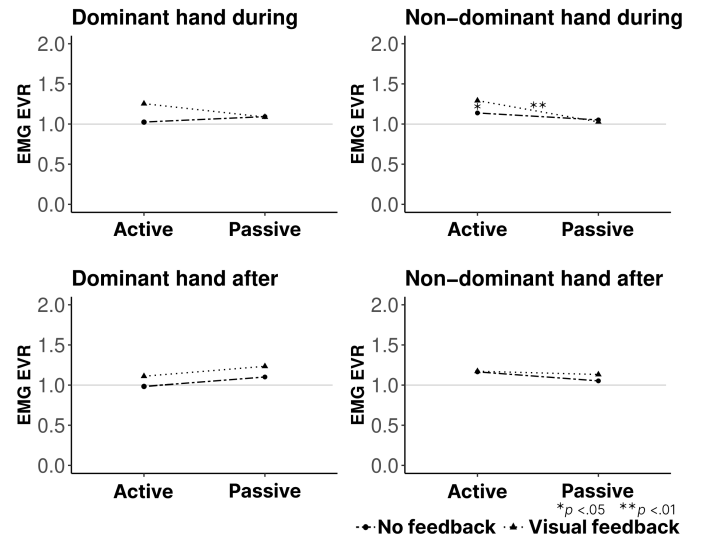 Dominant hand during
Non–dominant hand during
2.0
1.5
1.0
0.5
0.0
EMG EVR
Active
Passive
2.0
1.5
1.0
0.5
0.0
EMG EVR
*
**
Active
Passive
Dominant hand after
Non–dominant hand after
2.0
1.5
1.0
0.5
0.0
EMG EVR
Active
Passive
2.0
1.5
1.0
0.5
0.0
EMG EVR
Active
Passive
*p <.05 **p <.01
No feedback Visual feedback